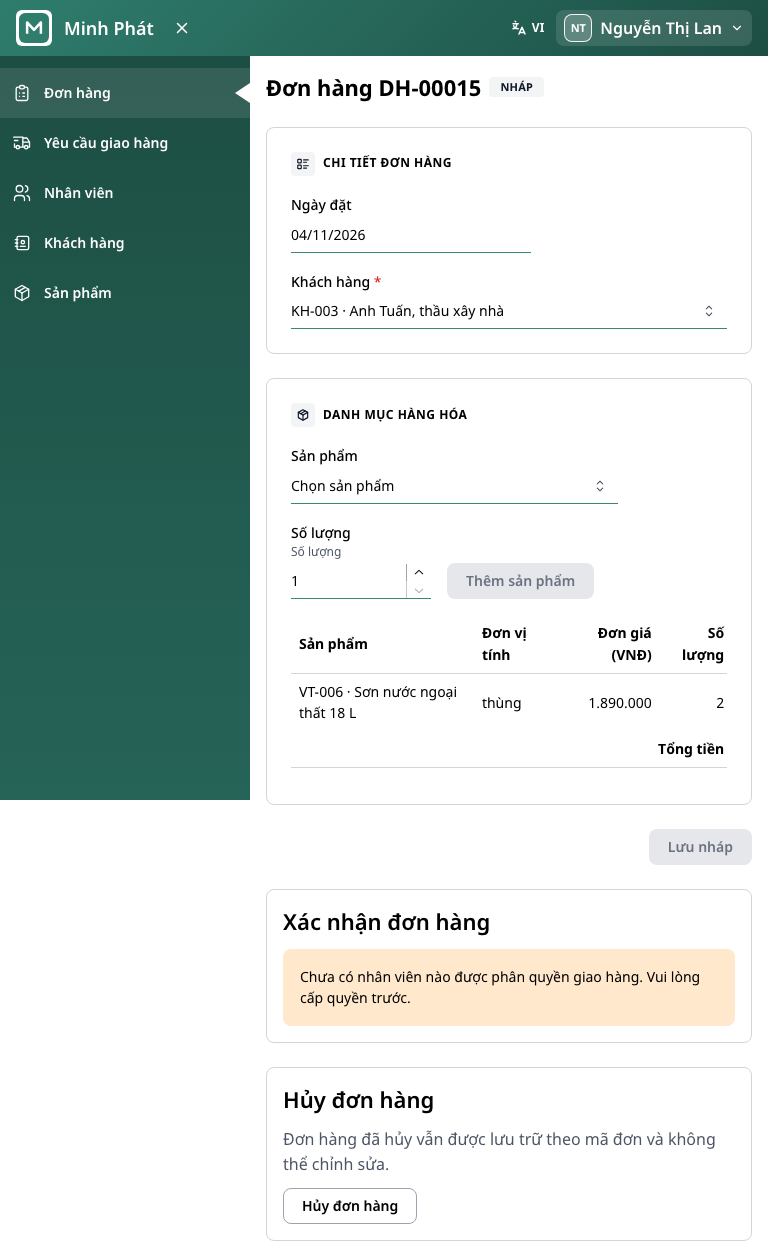 Minh Phát
VI
NT
Nguyễn Thị Lan
Đơn hàng
Yêu cầu giao hàng
Nhân viên
Khách hàng
Sản phẩm
Đơn hàng DH-00015
NHÁP
CHI TIẾT ĐƠN HÀNG
Ngày đặt
04/11/2026
Khách hàng *
KH-003 · Anh Tuấn, thầu xây nhà
DANH MỤC HÀNG HÓA
Sản phẩm
Chọn sản phẩm
Số lượng
Số lượng
1
Thêm sản phẩm
Sản phẩm
Đơn vị
tính
Đơn giá
(VNĐ)
Số
lượng
VT-006 · Sơn nước ngoại
thất 18 L
thùng
1.890.000
2
Tổng tiền
Lưu nháp
Xác nhận đơn hàng
Chưa có nhân viên nào được phân quyền giao hàng. Vui lòng
cấp quyền trước.
Hủy đơn hàng
Đơn hàng đã hủy vẫn được lưu trữ theo mã đơn và không
thể chỉnh sửa.
Hủy đơn hàng